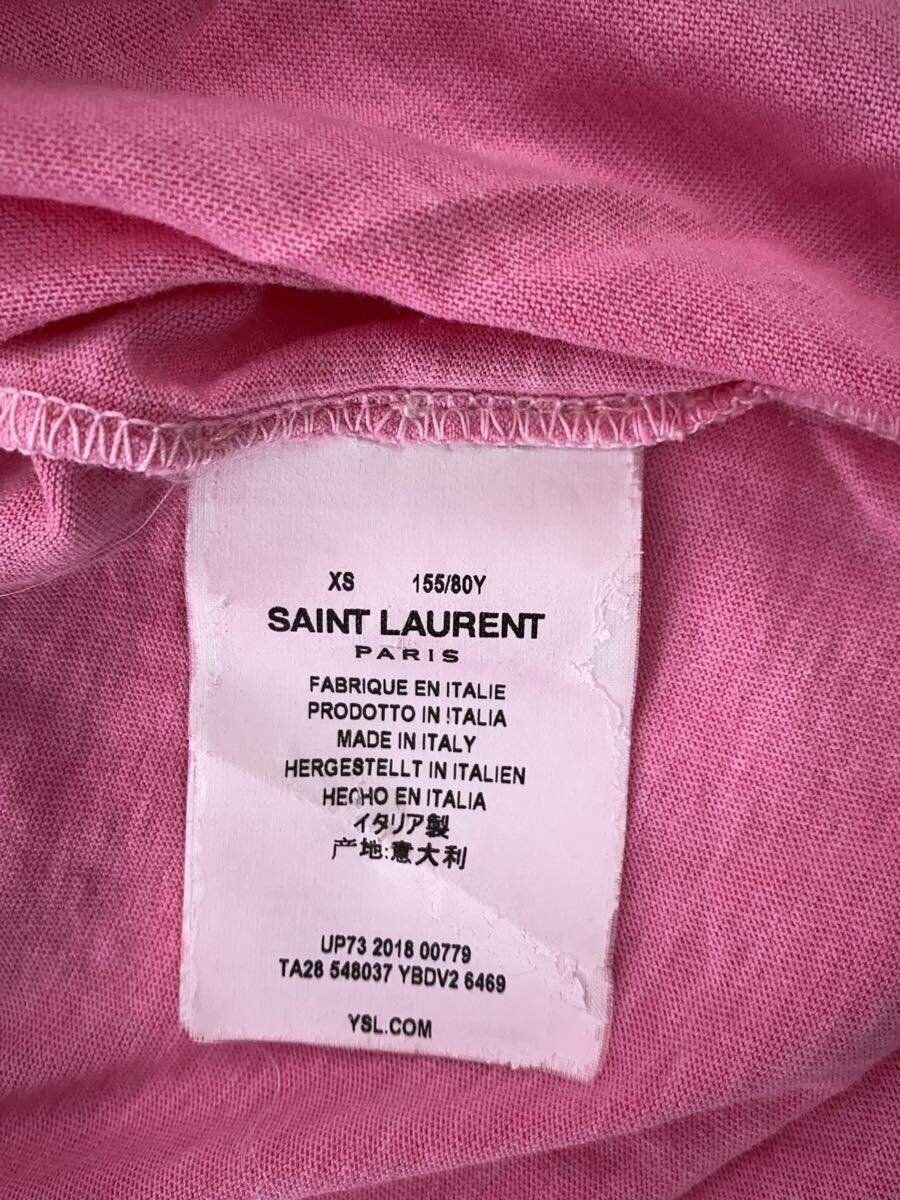 XS 155/80Y
SAINT LAURENT
PARIS
FABRIQUE EN ITALIE
PRODOTTO IN ITALIA
MADE IN ITALY
HERGESTELLT IN ITALIEN
HECHO EN ITALIA
イタリア製
产地:意大利
UP73 2018 00779
TA28 548037 YBDV2 6469
YSL.COM